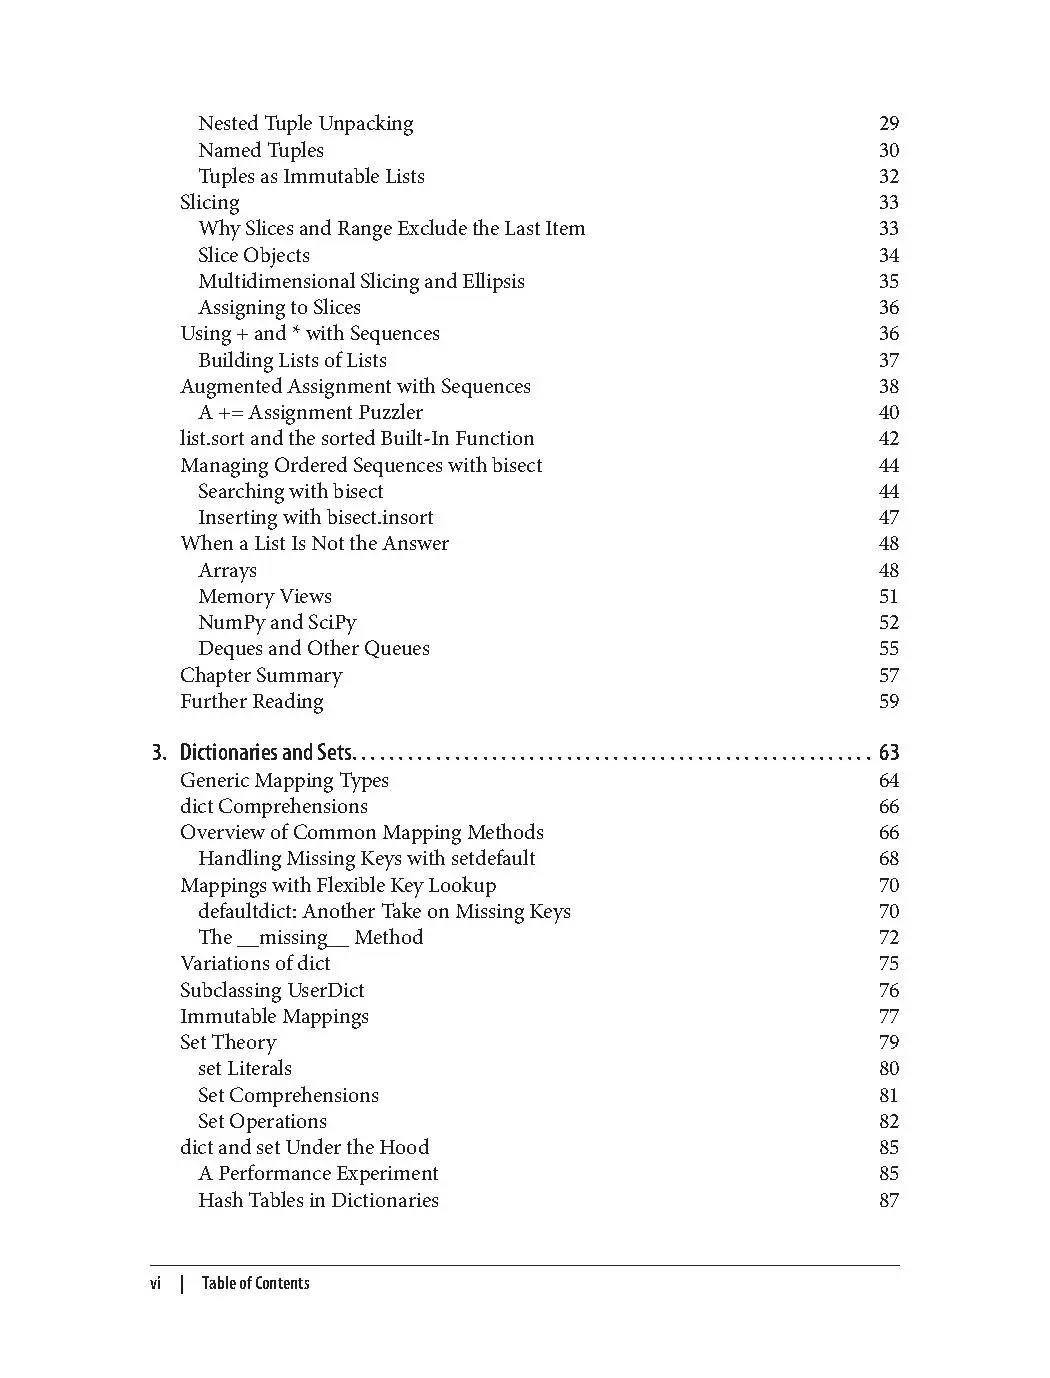 Nested Tuple Unpacking 29
Named Tuples 30
Tuples as Immutable Lists 32
Slicing 33
Why Slices and Range Exclude the Last Item 33
Slice Objects 34
Multidimensional Slicing and Ellipsis 35
Assigning to Slices 36
Using + and * with Sequences 36
Building Lists of Lists 37
Augmented Assignment with Sequences 38
A += Assignment Puzzler 40
list.sort and the sorted Built-In Function 42
Managing Ordered Sequences with bisect 44
Searching with bisect 44
Inserting with bisect.insort 47
When a List Is Not the Answer 48
Arrays 48
Memory Views 51
NumPy and SciPy 52
Deques and Other Queues 55
Chapter Summary 57
Further Reading 59
3. Dictionaries and Sets. . . . . . . . . . . . . . . . . . . . . . . . . . . . . . . . . . . . . . . . . . . . . . . . . . . . . . . . 63
Generic Mapping Types 64
dict Comprehensions 66
Overview of Common Mapping Methods 66
Handling Missing Keys with setdefault 68
Mappings with Flexible Key Lookup 70
defaultdict: Another Take on Missing Keys 70
The __missing__ Method 72
Variations of dict 75
Subclassing UserDict 76
Immutable Mappings 77
Set Theory 79
set Literals 80
Set Comprehensions 81
Set Operations 82
dict and set Under the Hood 85
A Performance Experiment 85
Hash Tables in Dictionaries 87
vi | Table of Contents